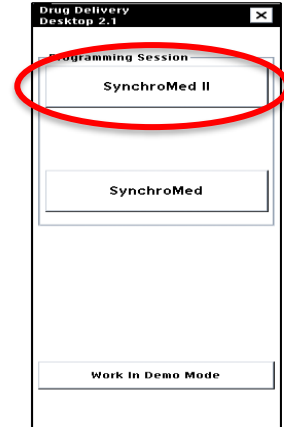 Drug Delivery
Desktop 2.1
Programming Session
SynchroMed II
SynchroMed
Work In Demo Mode